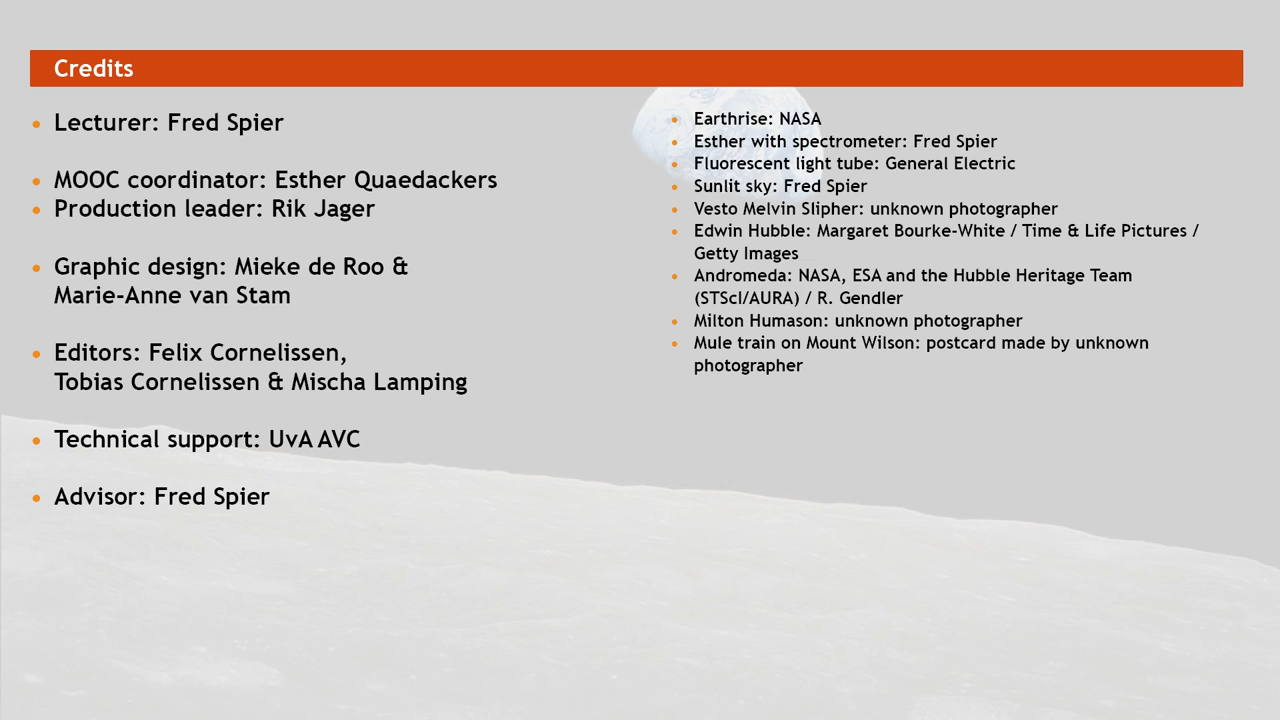 Credits
Lecturer: Fred Spier
MOOC coordinator: Esther Quaedackers
Production leader: Rik Jager
Graphic design: Mieke de Roo &
Marie-Anne van Stam
Editors: Felix Cornelissen,
Tobias Cornelissen & Mischa Lamping
Technical support: UvA AVC
Advisor: Fred Spier
Earthrise: NASA
Esther with spectrometer: Fred Spier
Fluorescent light tube: General Electric
Sunlit sky: Fred Spier
Vesto Melvin Slipher: unknown photographer
Edwin Hubble: Margaret Bourke-White / Time & Life Pictures /
Getty Images
Andromeda: NASA, ESA and the Hubble Heritage Team
(STScI/AURA) / R. Gendler
Milton Humason: unknown photographer
Mule train on Mount Wilson: postcard made by unknown
photographer